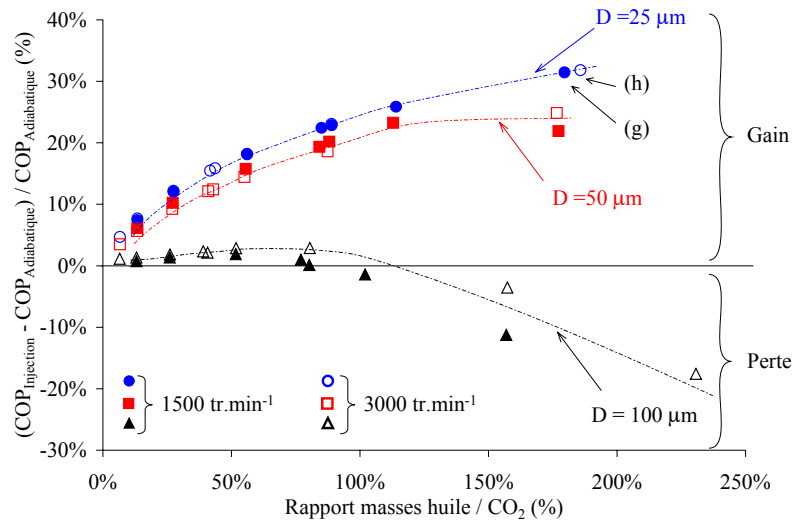 (COP_Injection - COP_Adiabatique) / COP_Adiabatique (%)
40%
30%
20%
10%
0%
-10%
-20%
-30%
D =25 μm
(h)
(g)
D = 50 μm
Gain
Perte
D = 100 μm
1500 tr.min⁻¹
3000 tr.min⁻¹
0%
50%
100%
150%
200%
250%
Rapport masses huile / CO₂ (%)